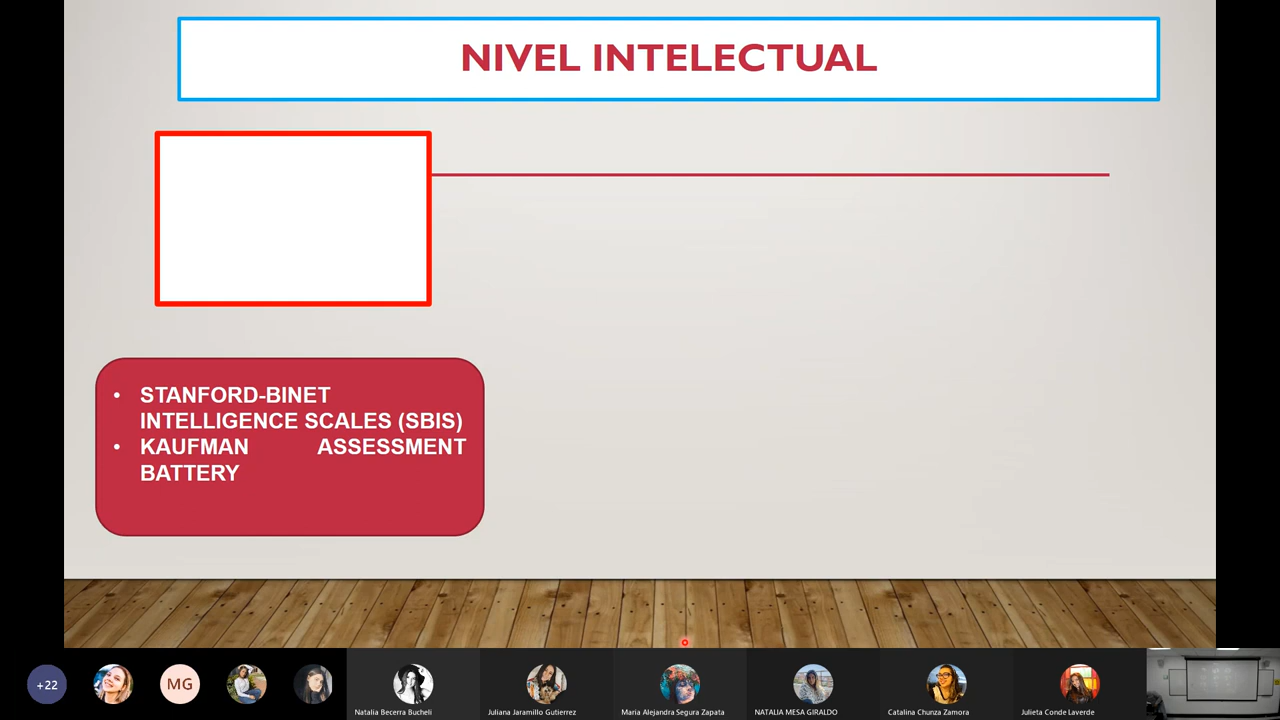 NIVEL INTELECTUAL
• STANFORD-BINET
INTELLIGENCE SCALES (SBIS)
• KAUFMAN ASSESSMENT
BATTERY
+22
MG
Natalia Becerra Bucheli
Juliana Jaramillo Gutierrez
Maria Alejandra Segura Zapata
NATALIA MESA GIRALDO
Catalina Chunza Zamora
Julieta Conde Laverde